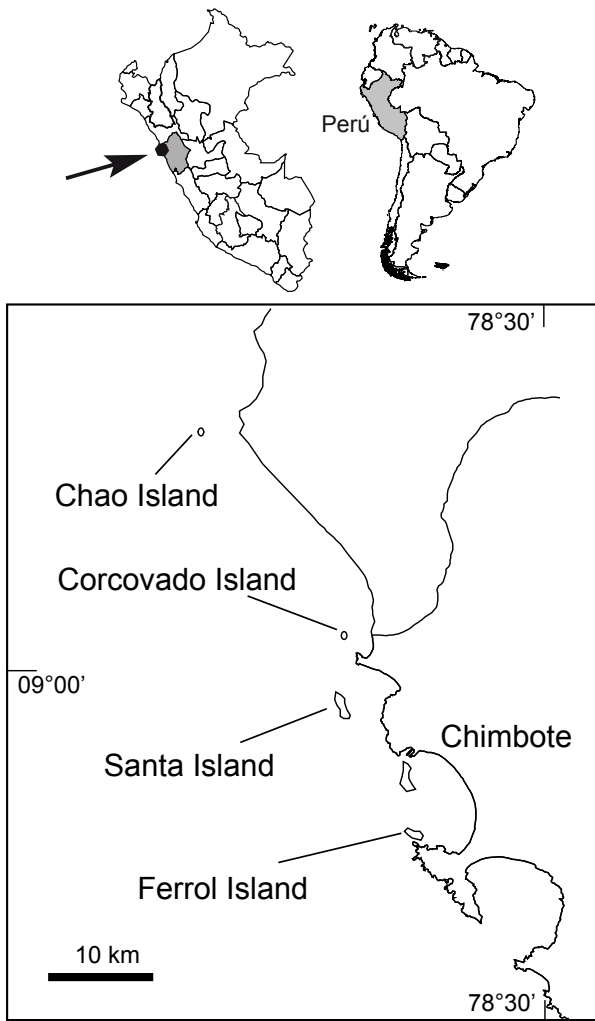 Perú
78°30’
Chao Island
Corcovado Island
09°00’
Santa Island
Chimbote
Ferrol Island
10 km
78°30’